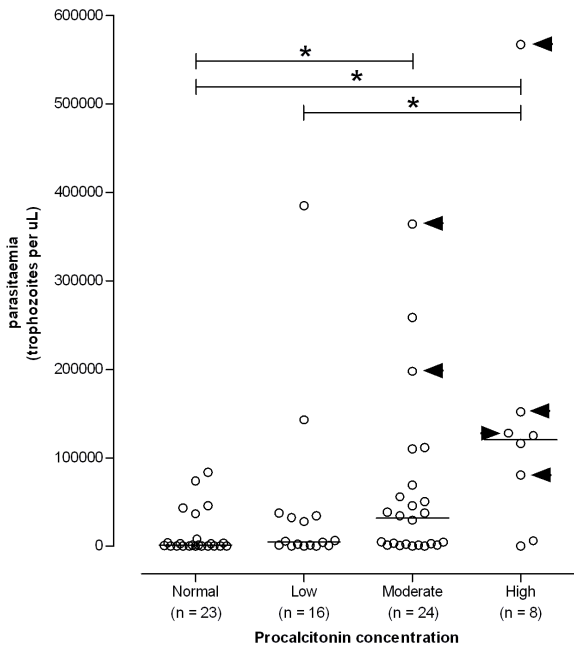 600000
500000
400000
300000
200000
100000
0
parasitaemia
(trophozoites per uL)
*
*
*
Normal
(n = 23)
Low
(n = 16)
Moderate
(n = 24)
High
(n = 8)
Procalcitonin concentration